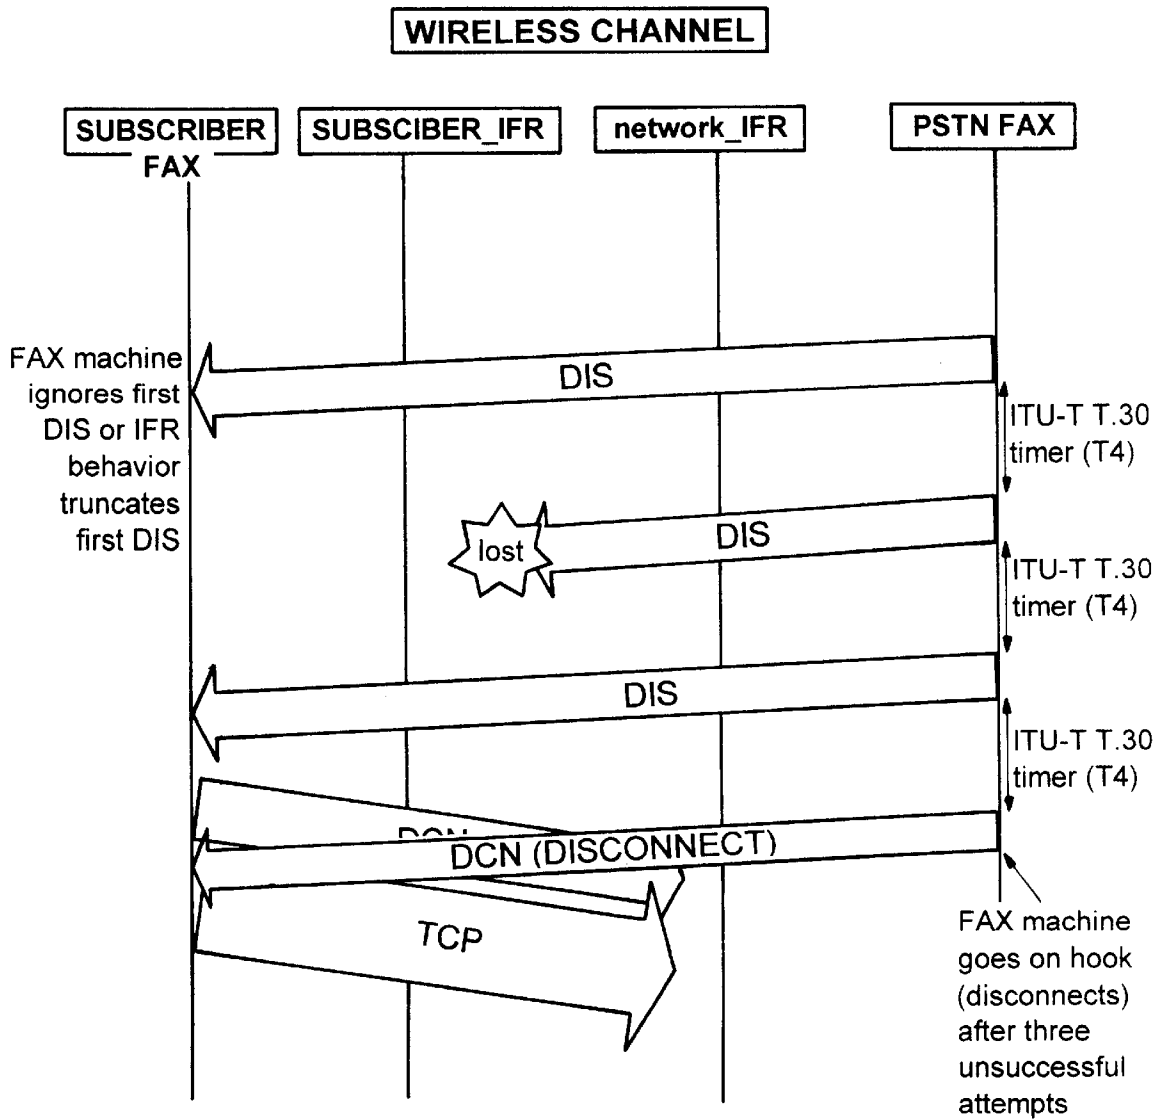 WIRELESS CHANNEL
SUBSCRIBER
FAX
SUBSCIBER_IFR
network_IFR
PSTN FAX
FAX machine
ignores first
DIS or IFR
behavior
truncates
first DIS
DIS
ITU-T T.30
timer (T4)
lost
DIS
ITU-T T.30
timer (T4)
DIS
ITU-T T.30
timer (T4)
DCN (DISCONNECT)
TCP
FAX machine
goes on hook
(disconnects)
after three
unsuccessful
attempts